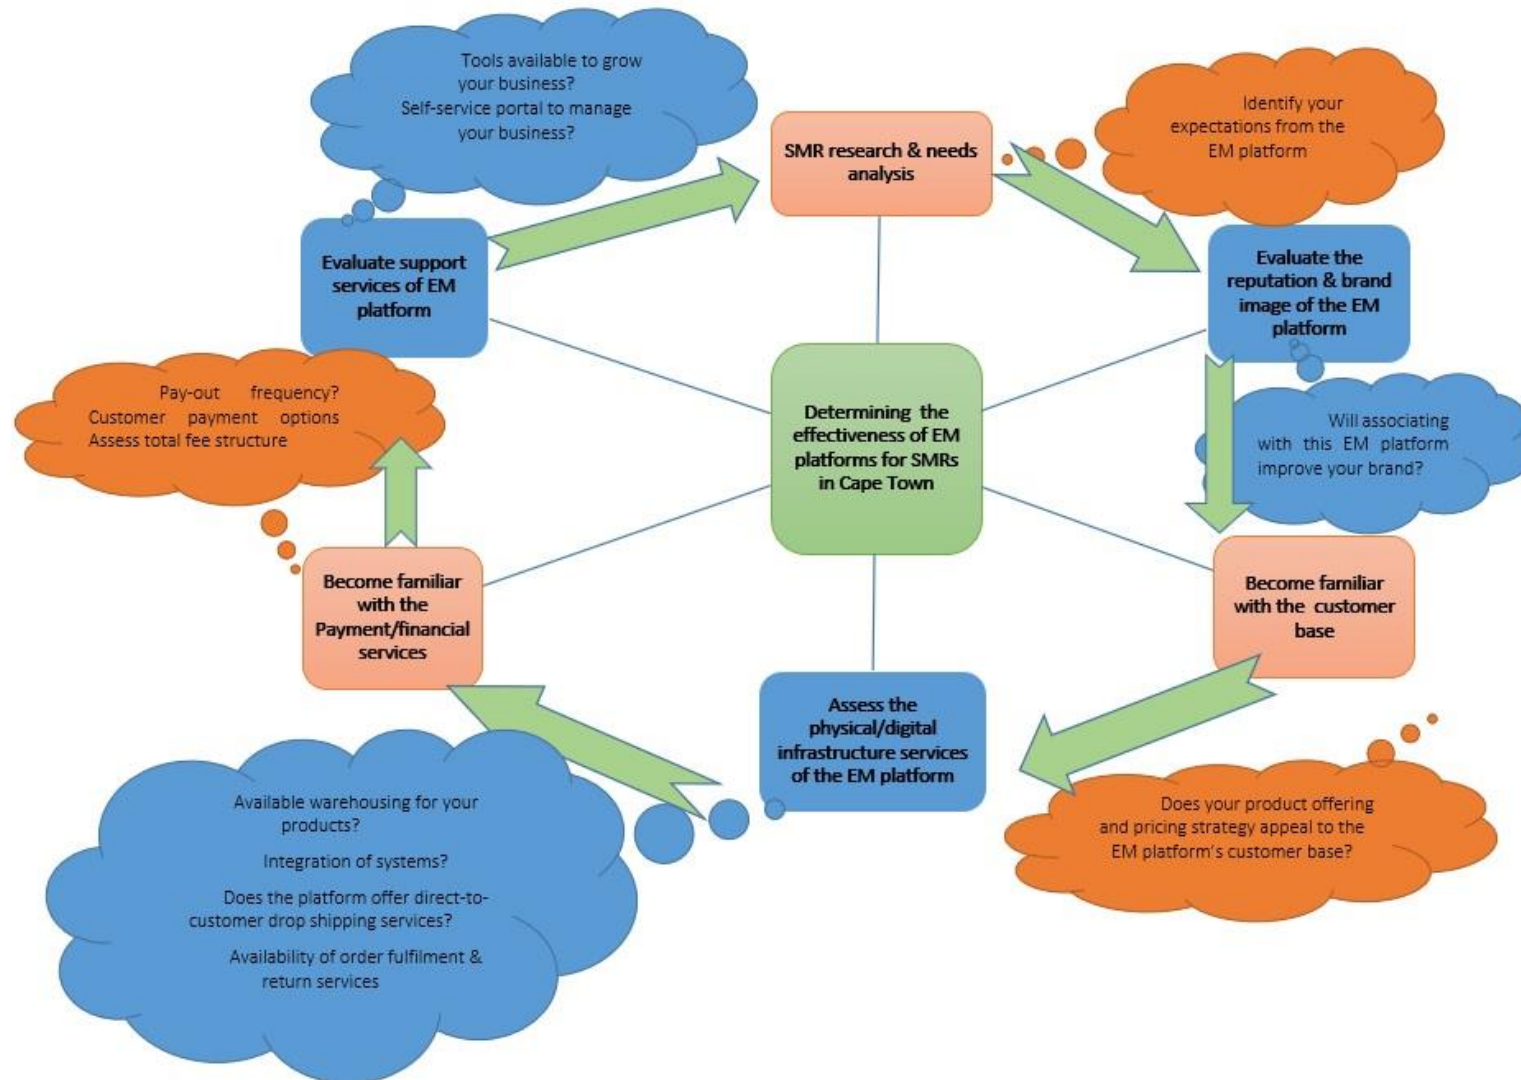 Tools available to grow
your business?
Self-service portal to manage
your business?
SMR research & needs
analysis
Identify your
expectations from the
EM platform
Evaluate support
services of EM
platform
Evaluate the
reputation & brand
image of the EM
platform
Pay-out frequency?
Customer payment options
Assess total fee structure
Determining the
effectiveness of EM
platforms for SMRs
in Cape Town
Will associating
with this EM platform
improve your brand?
Become familiar
with the
Payment/financial
services
Become familiar
with the customer
base
Assess the
physical/digital
infrastructure services
of the EM platform
Available warehousing for your
products?
Integration of systems?
Does the platform offer direct-to-
customer drop shipping services?
Availability of order fulfilment &
return services
Does your product offering
and pricing strategy appeal to the
EM platform's customer base?